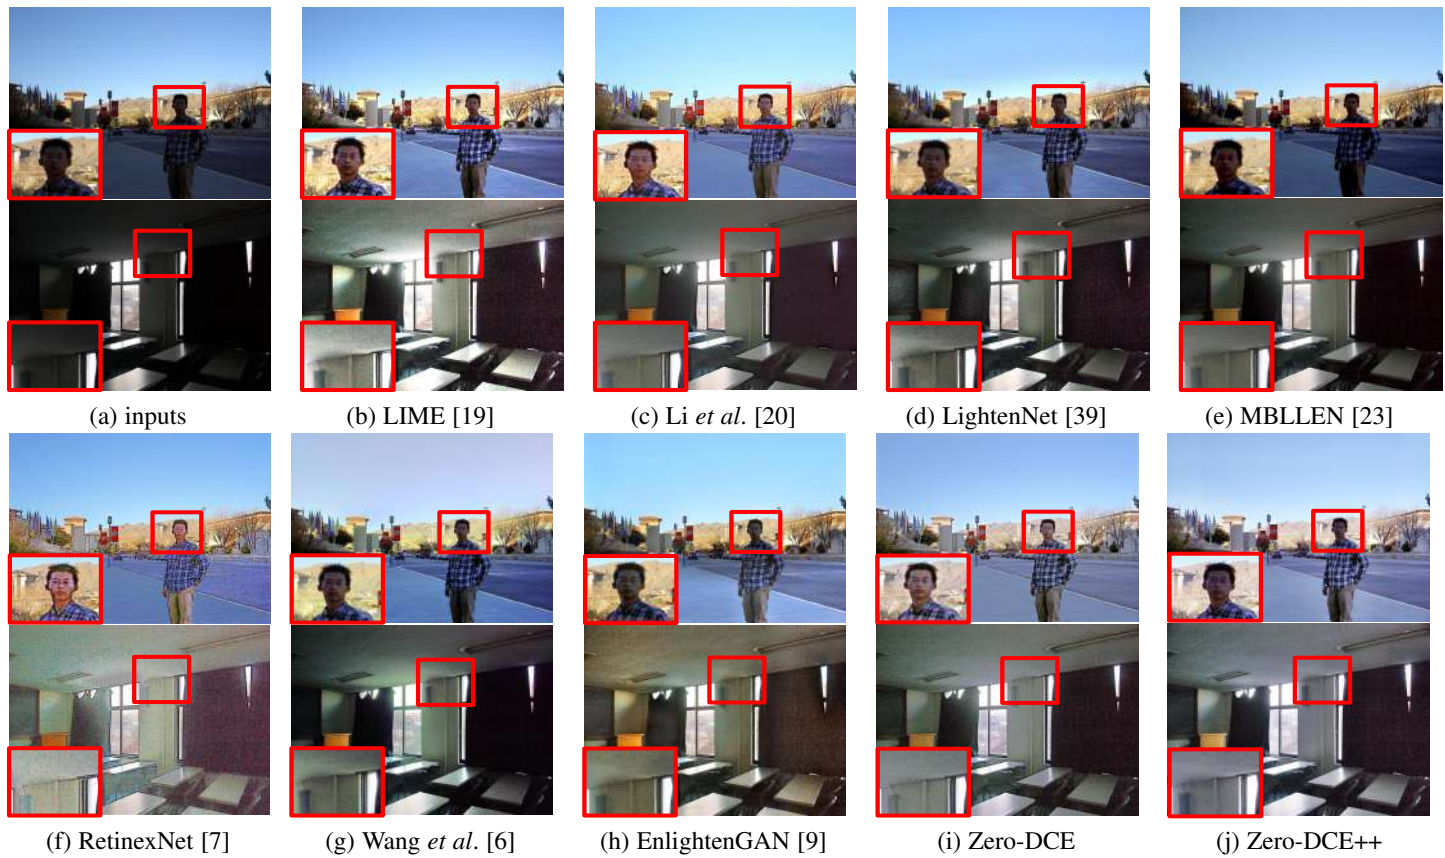 (a) inputs
(b) LIME [19]
(c) Li et al. [20]
(d) LightenNet [39]
(e) MBLLEN [23]
(f) RetinexNet [7]
(g) Wang et al. [6]
(h) EnlightenGAN [9]
(i) Zero-DCE
(j) Zero-DCE++